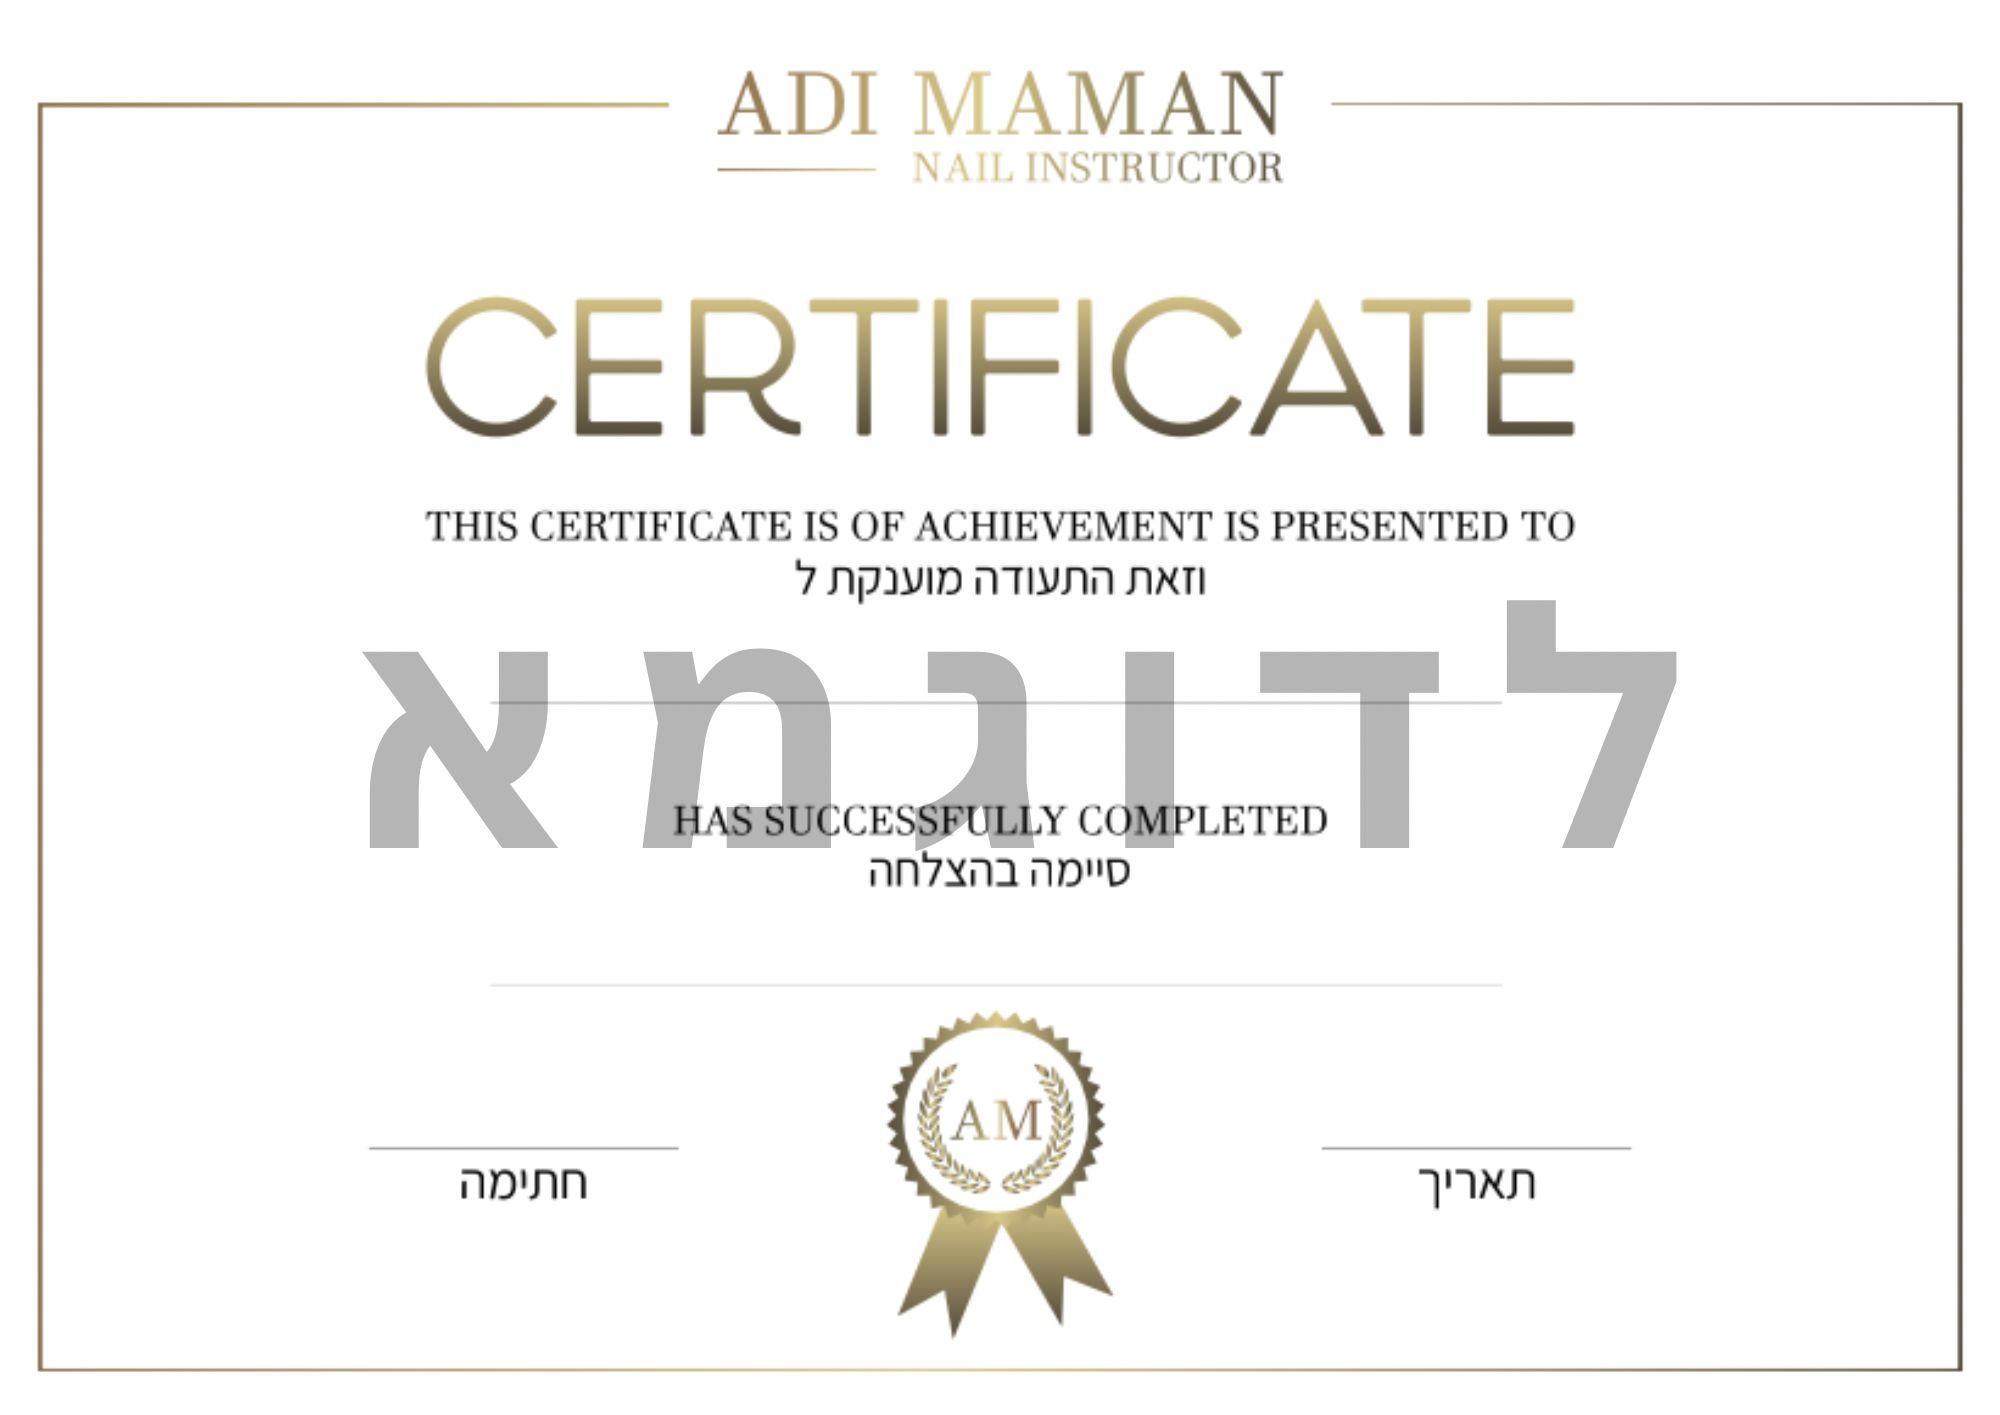 ADI MAMAN
NAIL INSTRUCTOR
CERTIFICATE
THIS CERTIFICATE IS OF ACHIEVEMENT IS PRESENTED TO
וזאת התעודה מוענקת ל
לדוגמא
HAS SUCCESSFULLY COMPLETED
סיימה בהצלחה
AM
תאריך
חתימה